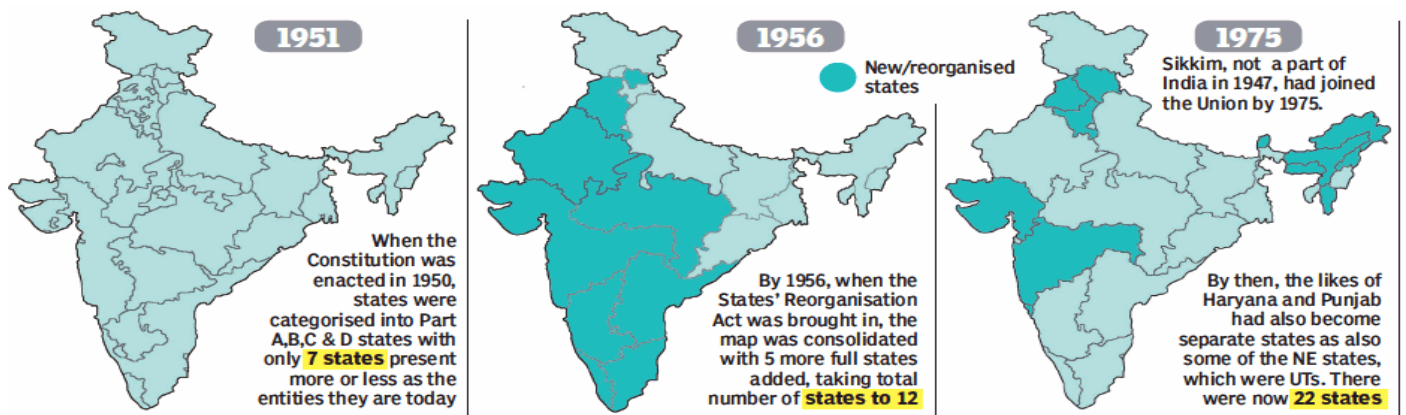 1951
When the
Constitution was
enacted in 1950,
states were
categorised into Part
A,B,C & D states with
only 7 states present
more or less as the
entities they are today
1956
New/reorganised
states
By 1956, when the
States’ Reorganisation
Act was brought in, the
map was consolidated
with 5 more full states
added, taking total
number of states to 12
1975
Sikkim, not a part of
India in 1947, had joined
the Union by 1975.
By then, the likes of
Haryana and Punjab
had also become
separate states as also
some of the NE states,
which were UTs. There
were now 22 states